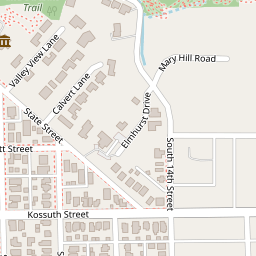 Trail
Valley View Lane
Mary Hill Road
Calvert Lane
State Street
Elmhurst Drive
South 14th Street
Street
Kossuth Street